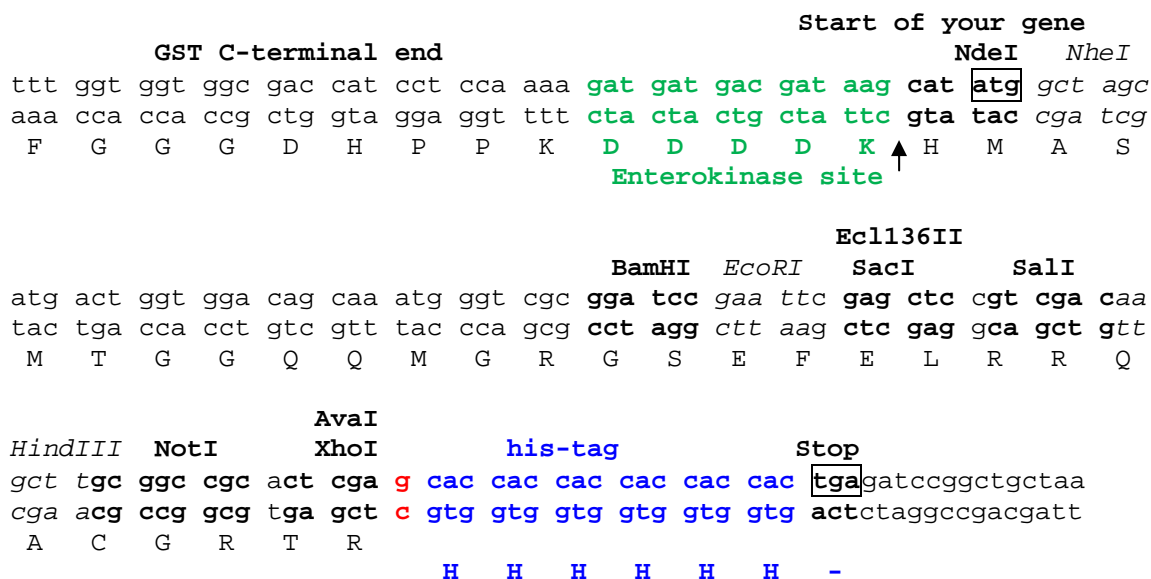 Start of your gene
GST C-terminal end NdeI NheI
ttt ggt ggt ggc gac cat cct cca aaa gat gat gac gat aag cat atg gct agc
aaa cca cca ccg ctg gta gga ggt ttt cta cta ctg cta ttc gta tac cga tcg
F G G G D H P P K D D D D K H M A S
Enterokinase site
Ecl136II
BamHI EcoRI SacI SalI
atg act ggt gga cag caa atg ggt cgc gga tcc gaa ttc gag ctc cgt cga caa
tac tga cca cct gtc gtt tac cca gcg cct agg ctt aag ctc gag gca gct gtt
M T G G Q Q M G R G S E F E L R R Q
AvaI
HindIII NotI XhoI his-tag Stop
gct tgc ggc cgc act cga g cac cac cac cac cac cac tgagatccggctgctaa
cga acg ccg gcg tga gct c gtg gtg gtg gtg gtg gtg actctaggccgacgatt
A C G R T R
H H H H H H -